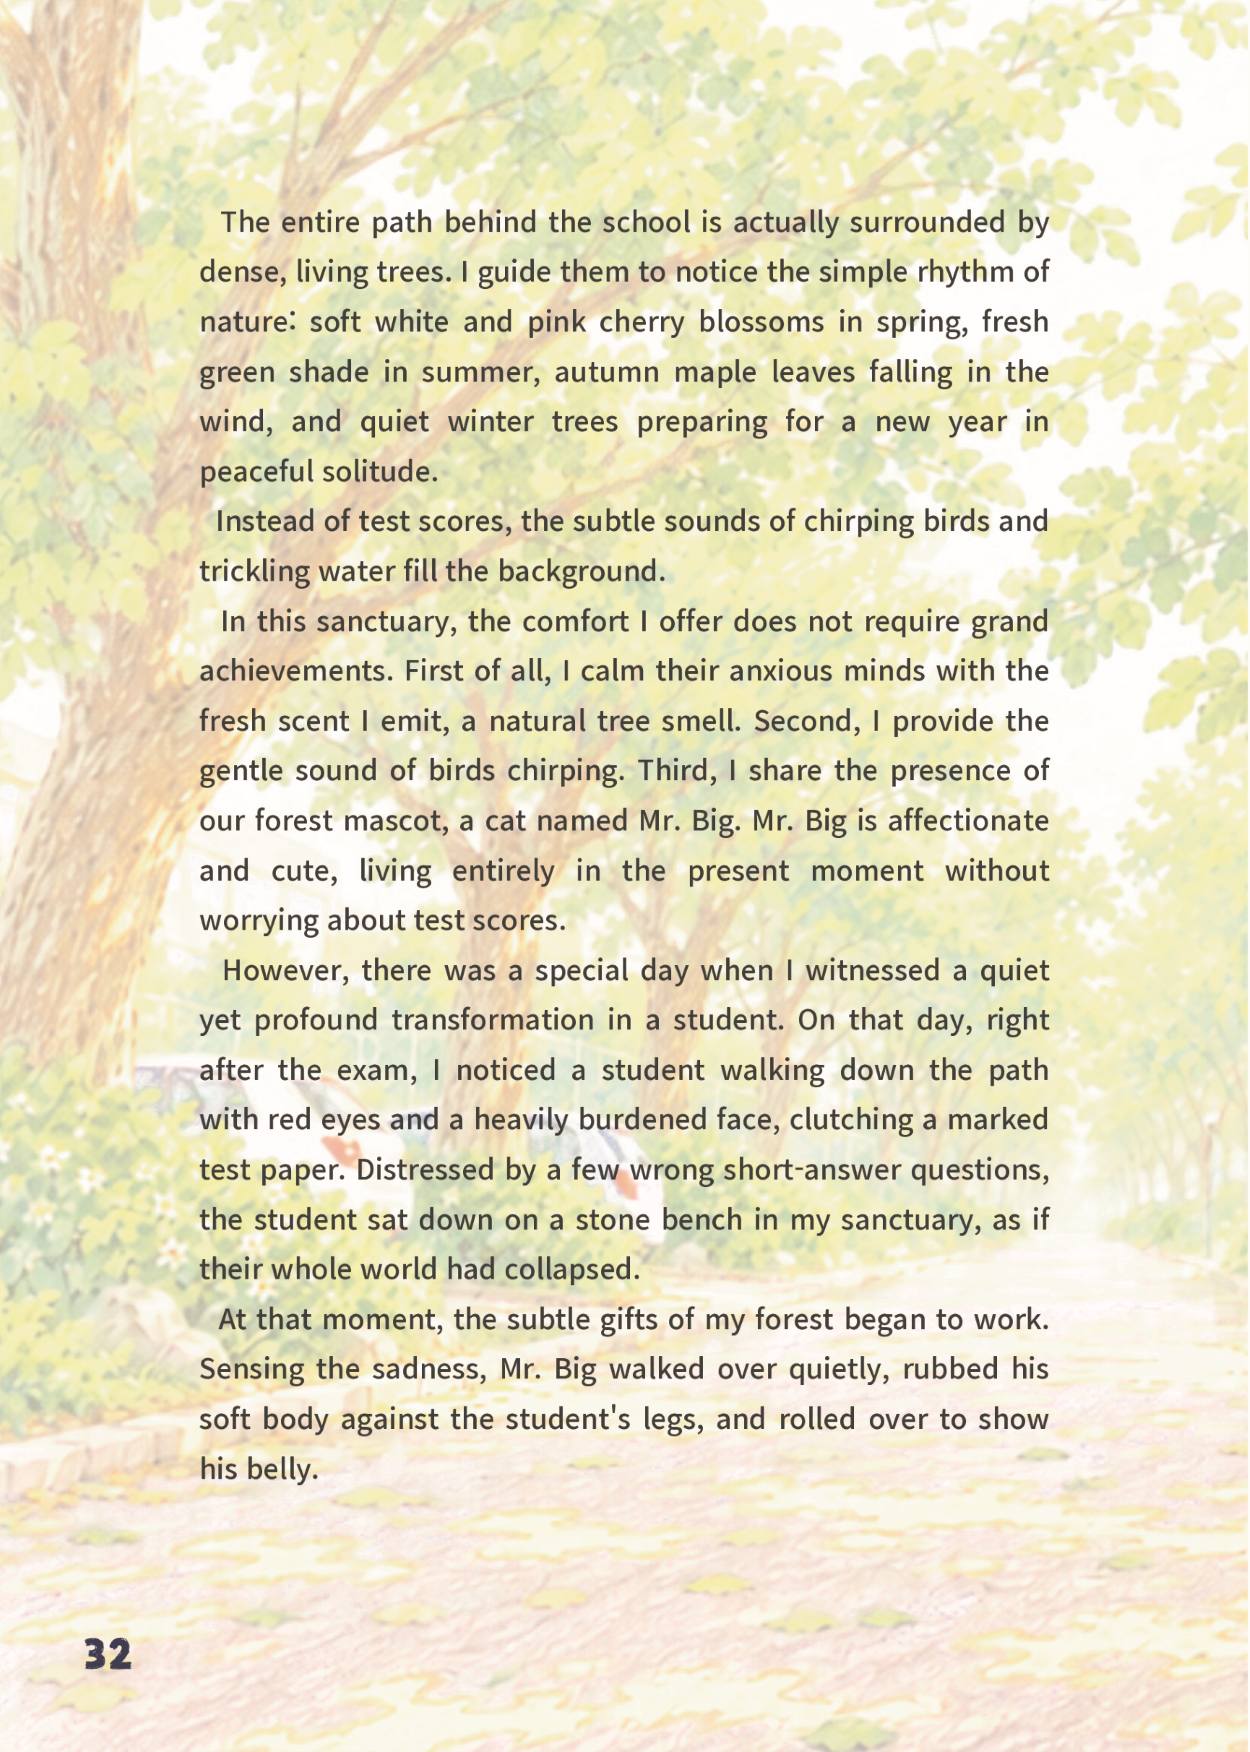 The entire path behind the school is actually surrounded by
dense, living trees. I guide them to notice the simple rhythm of
nature: soft white and pink cherry blossoms in spring, fresh
green shade in summer, autumn maple leaves falling in the
wind, and quiet winter trees preparing for a new year in
peaceful solitude.
Instead of test scores, the subtle sounds of chirping birds and
trickling water fill the background.
In this sanctuary, the comfort I offer does not require grand
achievements. First of all, I calm their anxious minds with the
fresh scent I emit, a natural tree smell. Second, I provide the
gentle sound of birds chirping. Third, I share the presence of
our forest mascot, a cat named Mr. Big. Mr. Big is affectionate
and cute, living entirely in the present moment without
worrying about test scores.
However, there was a special day when I witnessed a quiet
yet profound transformation in a student. On that day, right
after the exam, I noticed a student walking down the path
with red eyes and a heavily burdened face, clutching a marked
test paper. Distressed by a few wrong short-answer questions,
the student sat down on a stone bench in my sanctuary, as if
their whole world had collapsed.
At that moment, the subtle gifts of my forest began to work.
Sensing the sadness, Mr. Big walked over quietly, rubbed his
soft body against the student's legs, and rolled over to show
his belly.
32